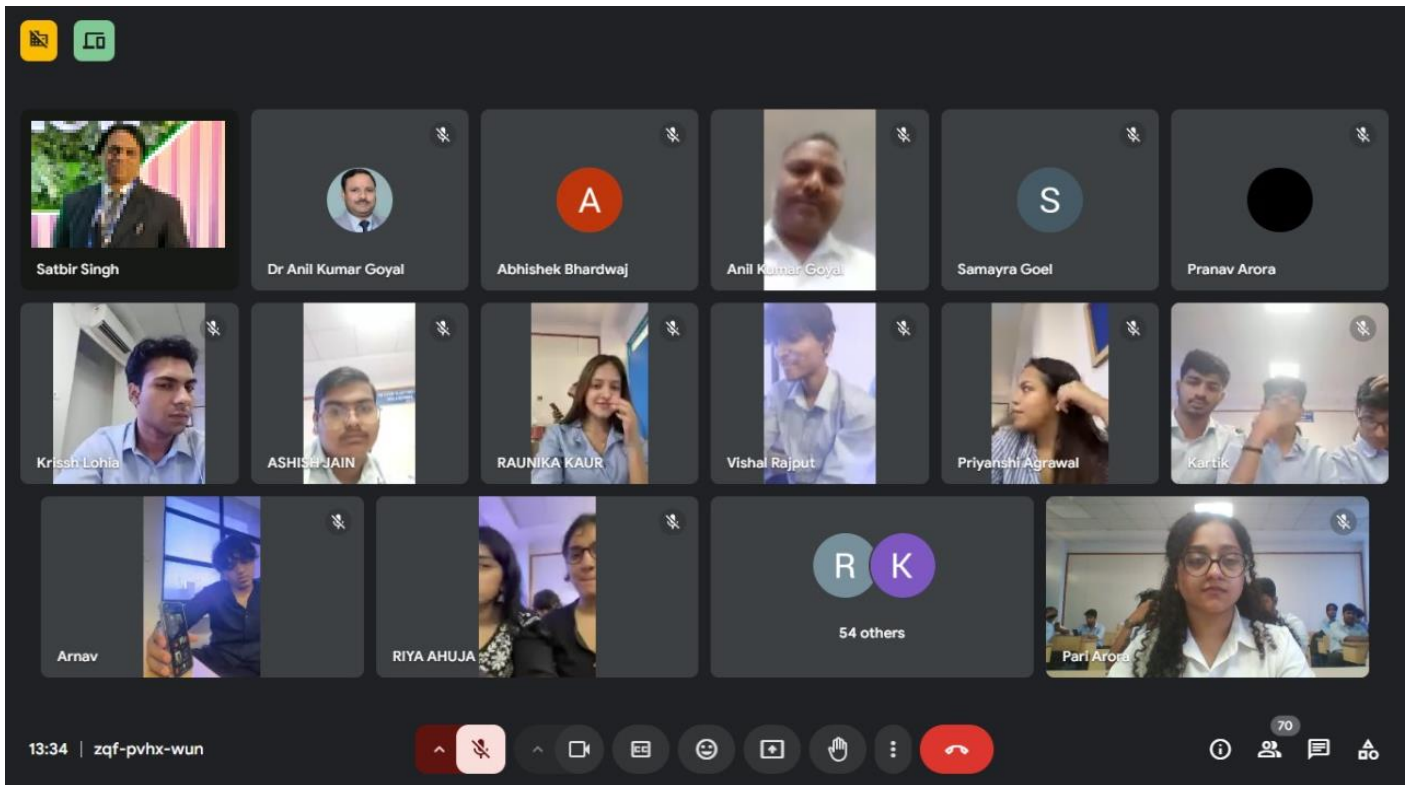 Satbir Singh
Dr Anil Kumar Goyal
A
Abhishek Bhardwaj
Anil Kumar Goyal
S
Samayra Goel
Pranav Arora
Krissh Lohia
ASHISH JAIN
RAUNIKA KAUR
Vishal Rajput
Priyanshi Agrawal
Kartik
Arnav
RIYA AHUJA
R K
54 others
Pari Arora
13:34 | zqf-pvhx-wun
CC
70